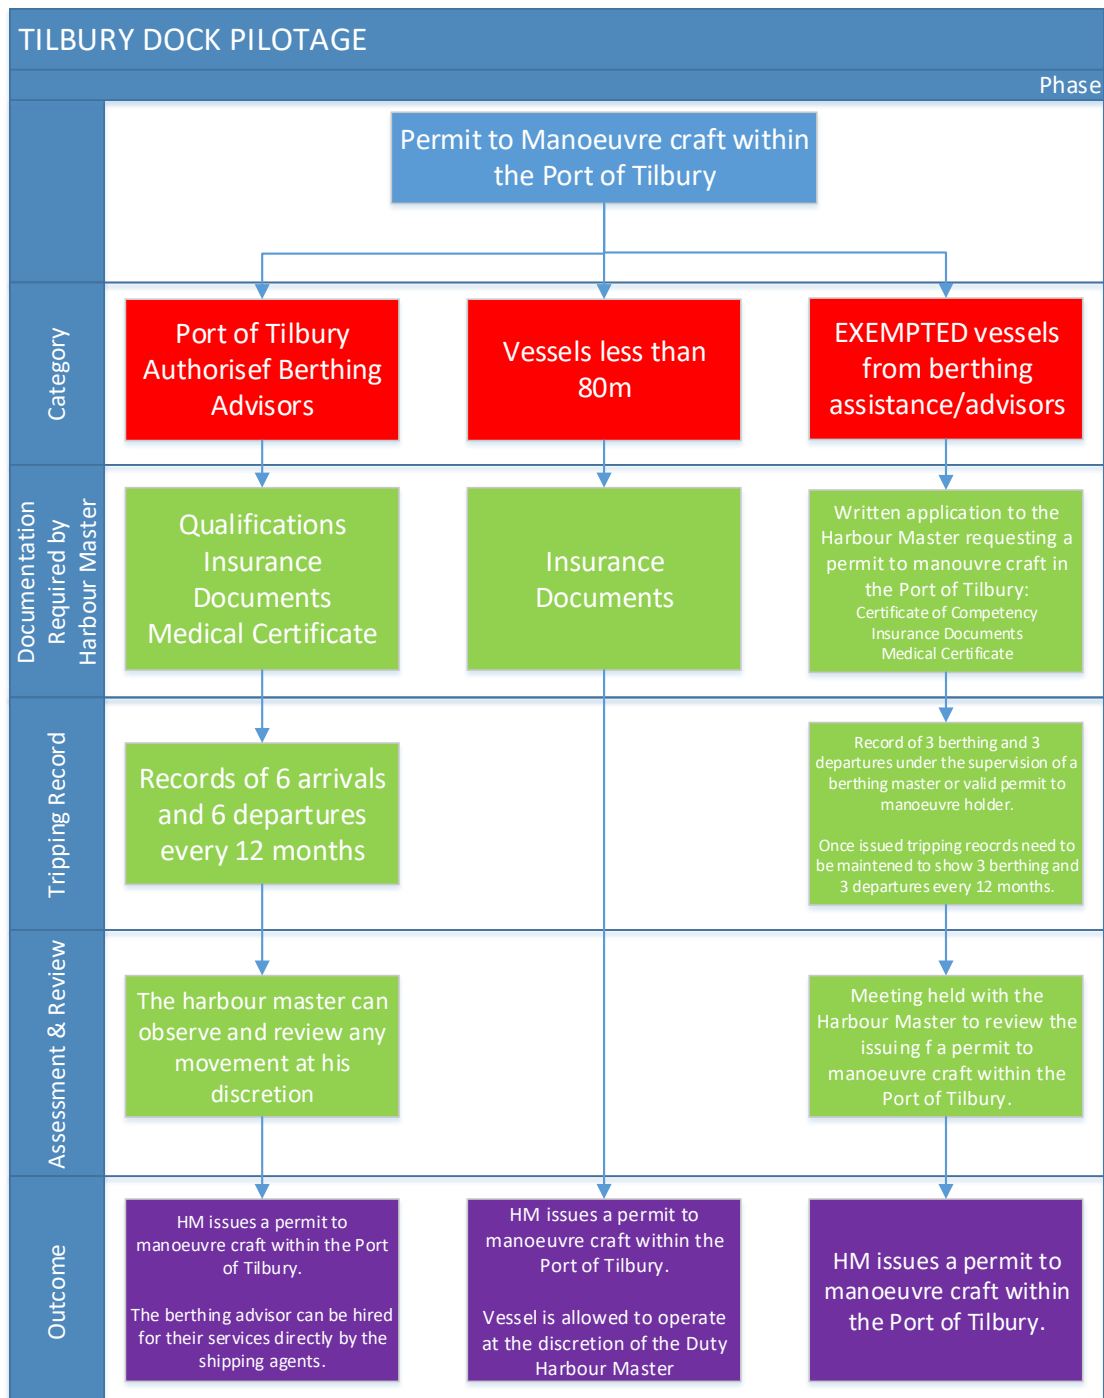 TILBURY DOCK PILOTAGE
Phase
Permit to Manoeuvre craft within
the Port of Tilbury
Category
Port of Tilbury
Authorisef Berthing
Advisors
Vessels less than
80m
EXEMPTED vessels
from berthing
assistance/advisors
Documentation
Required by
Harbour Master
Qualifications
Insurance
Documents
Medical Certificate
Insurance
Documents
Written application to the
Harbour Master requesting a
permit to manouvre craft in
the Port of Tilbury:
Certificate of Competency
Insurance Documents
Medical Certificate
Tripping Record
Records of 6 arrivals
and 6 departures
every 12 months
Record of 3 berthing and 3
departures under the supervision of a
berthing master or valid permit to
manoeuvre holder.
Once issued tripping reocrds need to
be maintened to show 3 berthing and
3 departures every 12 months.
Assessment & Review
The harbour master can
observe and review any
movement at his
discretion
Meeting held with the
Harbour Master to review the
issuing f a permit to
manoeuvre craft within the
Port of Tilbury.
Outcome
HM issues a permit to
manoeuvre craft within the Port
of Tilbury.
The berthing advisor can be hired
for their services directly by the
shipping agents.
HM issues a permit to
manoeuvre craft within the
Port of Tilbury.
Vessel is allowed to operate
at the discretion of the Duty
Harbour Master
HM issues a permit to
manoeuvre craft within
the Port of Tilbury.